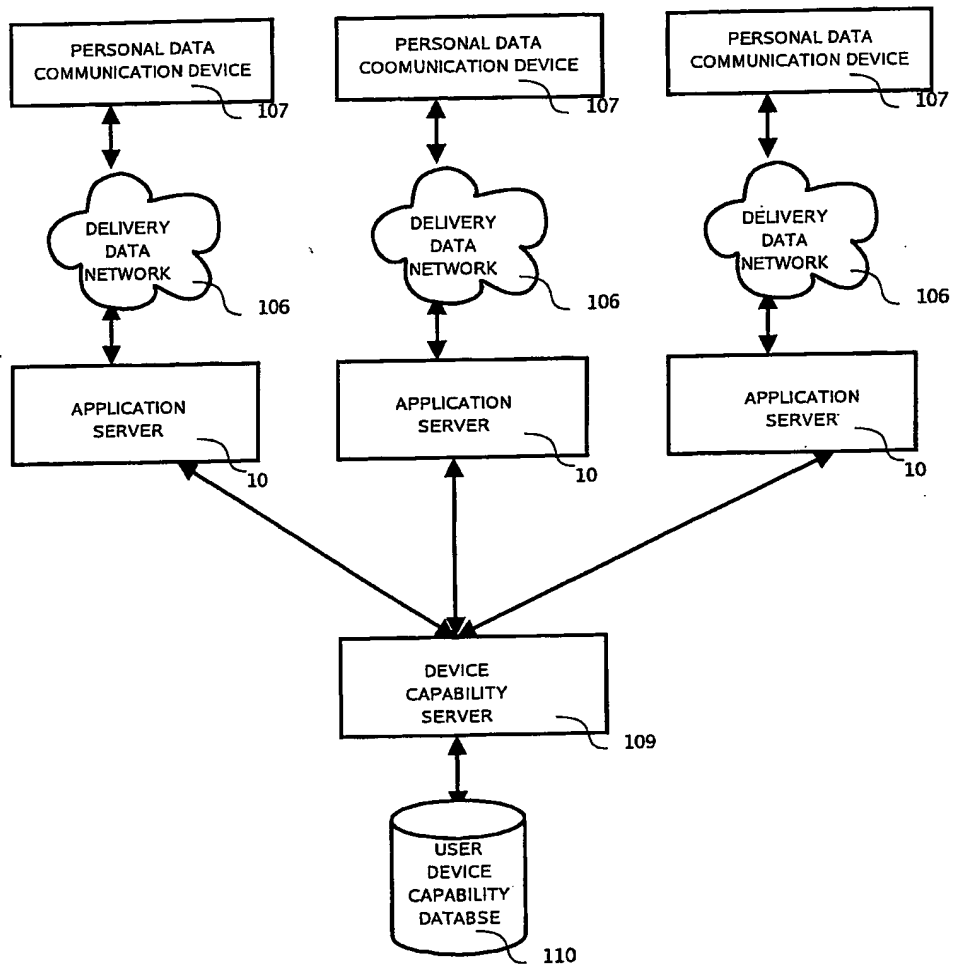 PERSONAL DATA
COMMUNICATION DEVICE
107
PERSONAL DATA
COOMUNICATION DEVICE
107
PERSONAL DATA
COMMUNICATION DEVICE
107
DELIVERY
DATA
NETWORK
106
DELIVERY
DATA
NETWORK
106
DELIVERY
DATA
NETWORK
106
APPLICATION
SERVER
10
APPLICATION
SERVER
10
APPLICATION
SERVER
10
DEVICE
CAPABILITY
SERVER
109
USER
DEVICE
CAPABILITY
DATABSE
110